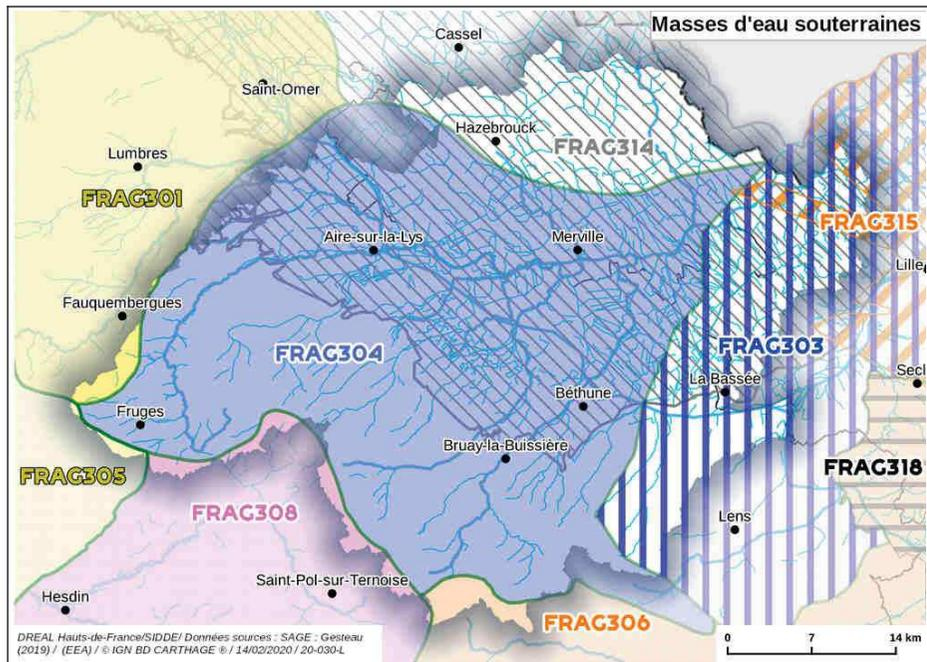 Masses d'eau souterraines
Cassel
Saint-Omer
Hazebrouck
FRAG314
Lumbres
FRAG301
FRAG315
Aire-sur-la-Lys
Merville
Lille
Fauquembergues
FRAG304
FRAG303
La Bassée
Secl
Béthune
Fruges
Bruay-la-Buissière
FRAG305
FRAG318
FRAG308
Lens
Saint-Pol-sur-Ternoise
Hesdin
FRAG306
DREAL Hauts-de-France/SIDDE/ Données sources : SAGE : Gesteau
(2019) / (EEA) / © IGN BD CARTHAGE ® / 14/02/2020 / 20-030-L
0 7 14 km